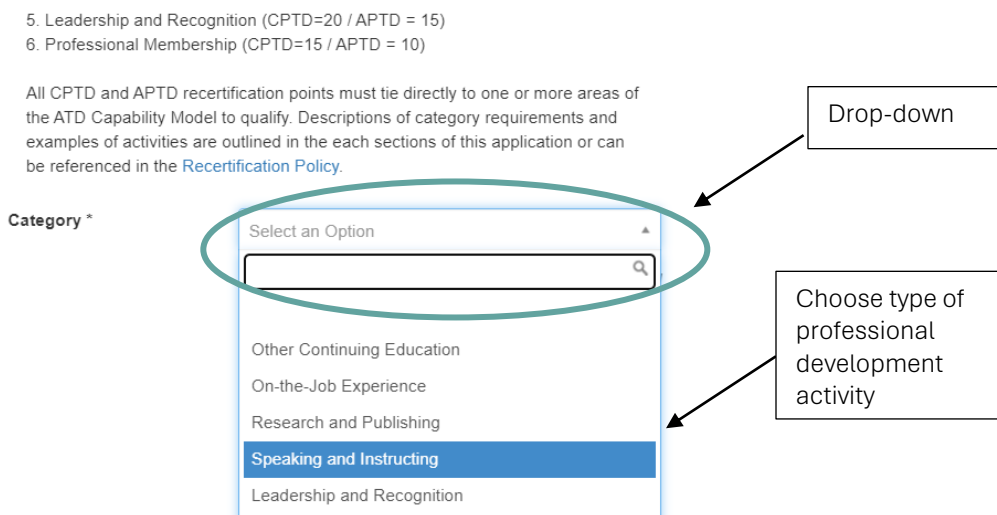 5. Leadership and Recognition (CPTD=20 / APTD = 15)
6. Professional Membership (CPTD=15 / APTD = 10)
All CPTD and APTD recertification points must tie directly to one or more areas of
the ATD Capability Model to qualify. Descriptions of category requirements and
examples of activities are outlined in the each sections of this application or can
be referenced in the Recertification Policy.
Drop-down
Category *
Select an Option
Choose type of
professional
development
activity
Other Continuing Education
On-the-Job Experience
Research and Publishing
Speaking and Instructing
Leadership and Recognition